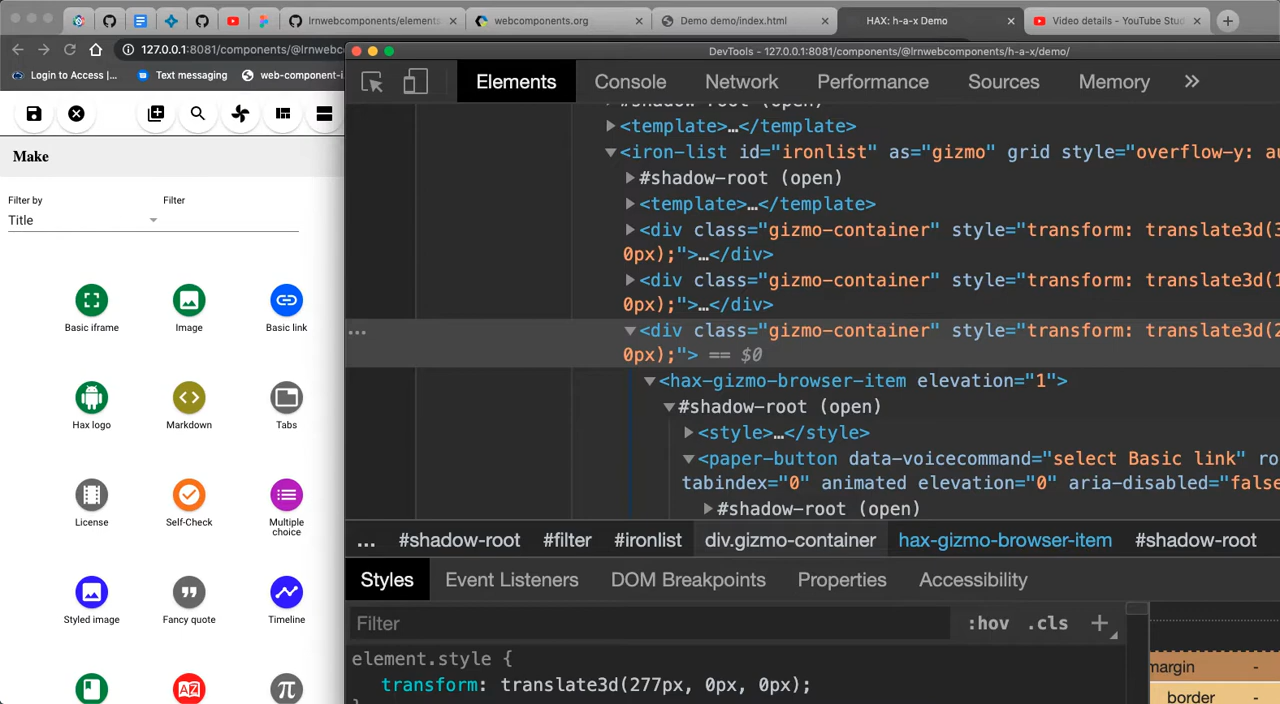 lrnwebcomponents/elements
webcomponents.org
Demo demo/index.html
HAX: h-a-x Demo
Video details - YouTube Stud
127.0.0.1:8081/components/@lrnwebcomponents/h-a-x/demo
DevTools - 127.0.0.1:8081/components/@lrnwebcomponents/h-a-x/demo/
Login to Access |...
Text messaging
web-component-i...
Elements
Console
Network
Performance
Sources
Memory
Make
Filter by
Filter
Title
Basic iframe
Image
Basic link
Hax logo
Markdown
Tabs
License
Self-Check
Multiple
choice
Styled image
Fancy quote
Timeline
#shadow-root (open)
<template>…</template>
<iron-list id="ironlist" as="gizmo" grid style="overflow-y: au
#shadow-root (open)
<template>…</template>
<div class="gizmo-container" style="transform: translate3d(3
0px);">…</div>
<div class="gizmo-container" style="transform: translate3d(1
0px);">…</div>
<div class="gizmo-container" style="transform: translate3d(2
0px);"> == $0
<hax-gizmo-browser-item elevation="1">
#shadow-root (open)
<style>…</style>
<paper-button data-voicecommand="select Basic link" ro
tabindex="0" animated elevation="0" aria-disabled="false
#shadow-root (open)
... #shadow-root #filter #ironlist div.gizmo-container hax-gizmo-browser-item #shadow-root
Styles
Event Listeners
DOM Breakpoints
Properties
Accessibility
Filter
:hov .cls +
element.style {
transform: translate3d(277px, 0px, 0px);
margin -
border -